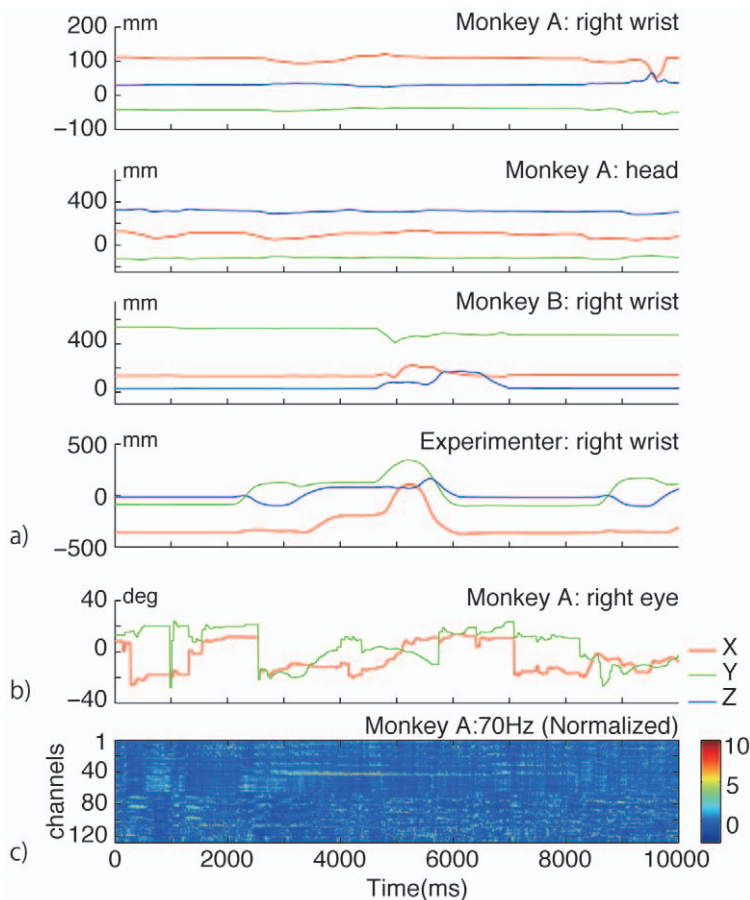 mm Monkey A: right wrist
200
100
0
−100
mm Monkey A: head
400
0
mm Monkey B: right wrist
400
0
500 mm Experimenter: right wrist
0
a)
−500
40 deg Monkey A: right eye
0
X
Y
b)
Z
−40
Monkey A:70Hz (Normalized)
channels
1
40
80
120
10
5
0
c)
0 2000 4000 6000 8000 10000
Time(ms)